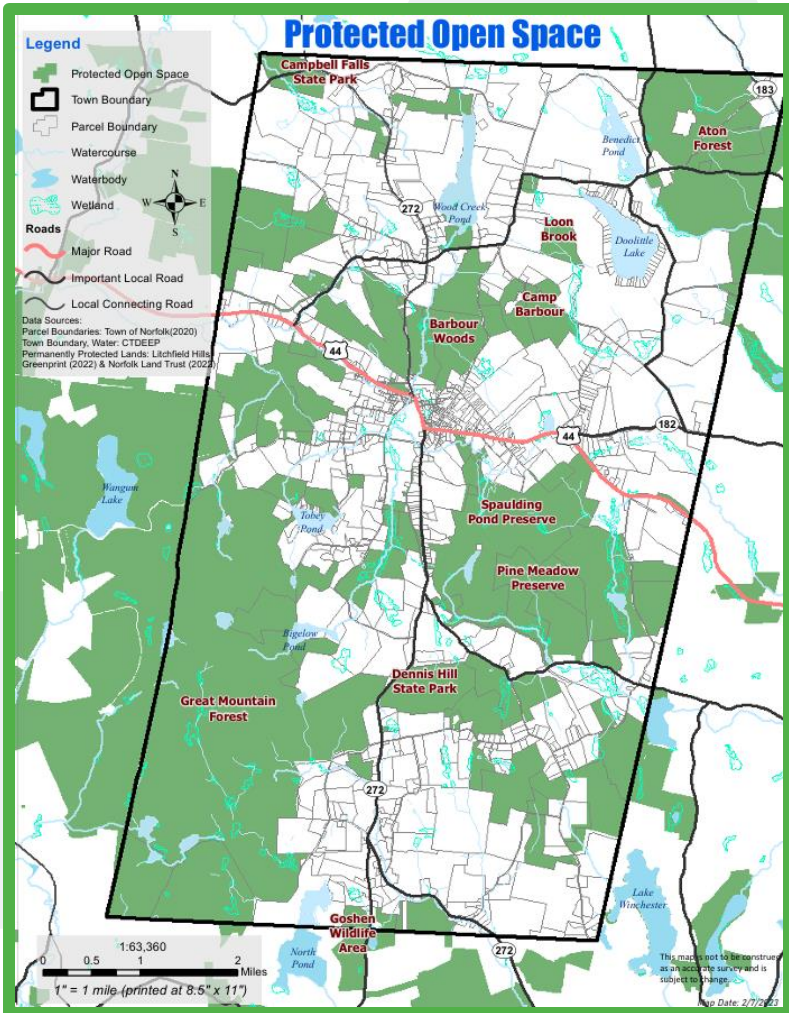 Protected Open Space
Legend
Protected Open Space
Town Boundary
Parcel Boundary
Watercourse
Waterbody
Wetland
N
W
E
S
Roads
Major Road
Important Local Road
Local Connecting Road
Data Sources:
Parcel Boundaries: Town of Norfolk(2020)
Town Boundary, Water: CTDEEP
Permanently Protected Lands: Litchfield Hills
Greenprint (2022) & Norfolk Land Trust (2022)
Campbell Falls
State Park
183
Aton
Forest
Benedict
Pond
272
Wood Creek
Pond
Loon
Brook
Doolittle
Lake
Camp
Barbour
Barbour
Woods
44
44
182
Wangum
Lake
Tobey
Pond
Spaulding
Pond Preserve
Pine Meadow
Preserve
Bigelow
Pond
Dennis Hill
State Park
Great Mountain
Forest
272
Lake
Winchester
Goshen
Wildlife
Area
North
Pond
272
1:63,360
0 0.5 1 2
Miles
1" = 1 mile (printed at 8.5" x 11")
This map is not to be construed
as an accurate survey and is
subject to change.
Map Date: 2/7/2023